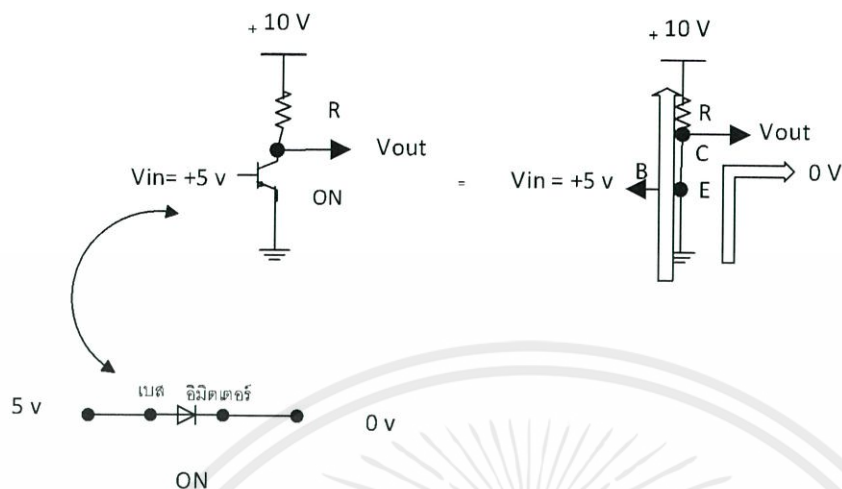 + 10 V
R
Vout
Vin= +5 v
ON
=
+ 10 V
R
Vout
C
B
Vin = +5 v
E
0 V
เบส
อิมิตเตอร์
5 v
0 v
ON